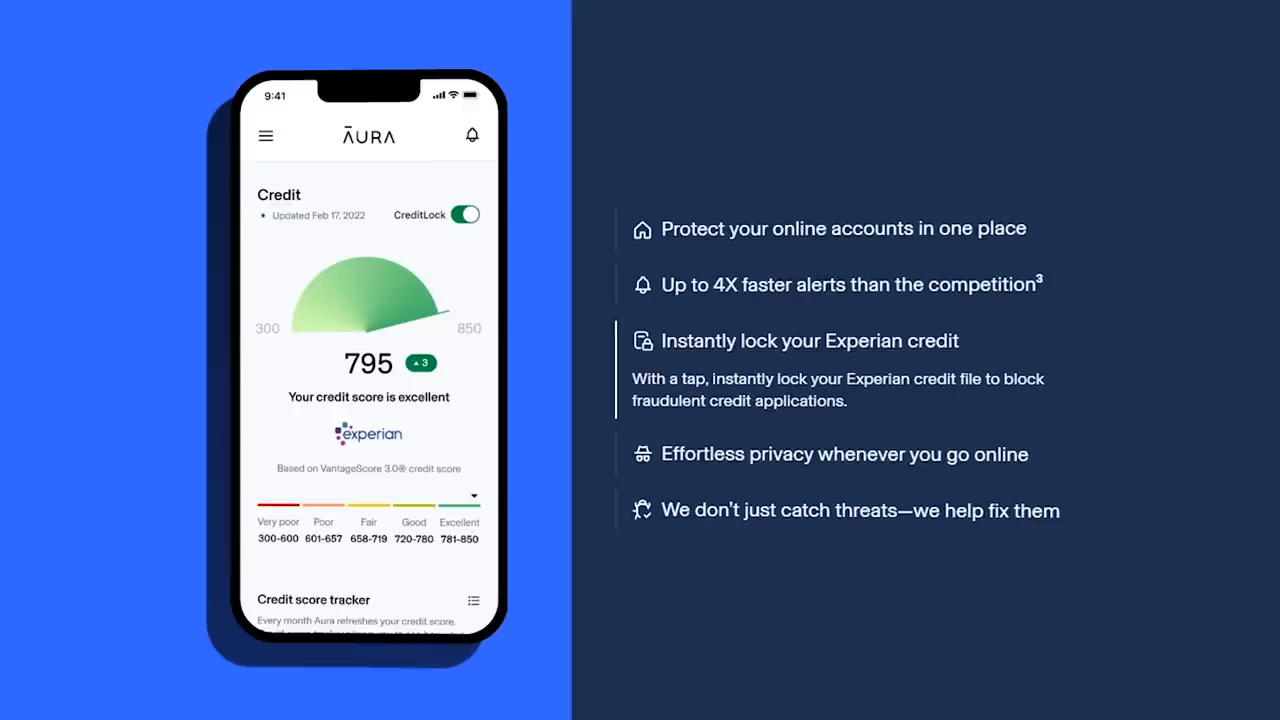 9:41
ĀURA
Credit
Updated Feb 17, 2022
CreditLock
300
850
795
3
Your credit score is excellent
experian
Based on VantageScore 3.0® credit score
Very poor Poor Fair Good Excellent
300-600 601-657 658-719 720-780 781-850
Credit score tracker
Every month Aura refreshes your credit score.
Protect your online accounts in one place
Up to 4X faster alerts than the competition³
Instantly lock your Experian credit
With a tap, instantly lock your Experian credit file to block
fraudulent credit applications.
Effortless privacy whenever you go online
We don't just catch threats—we help fix them